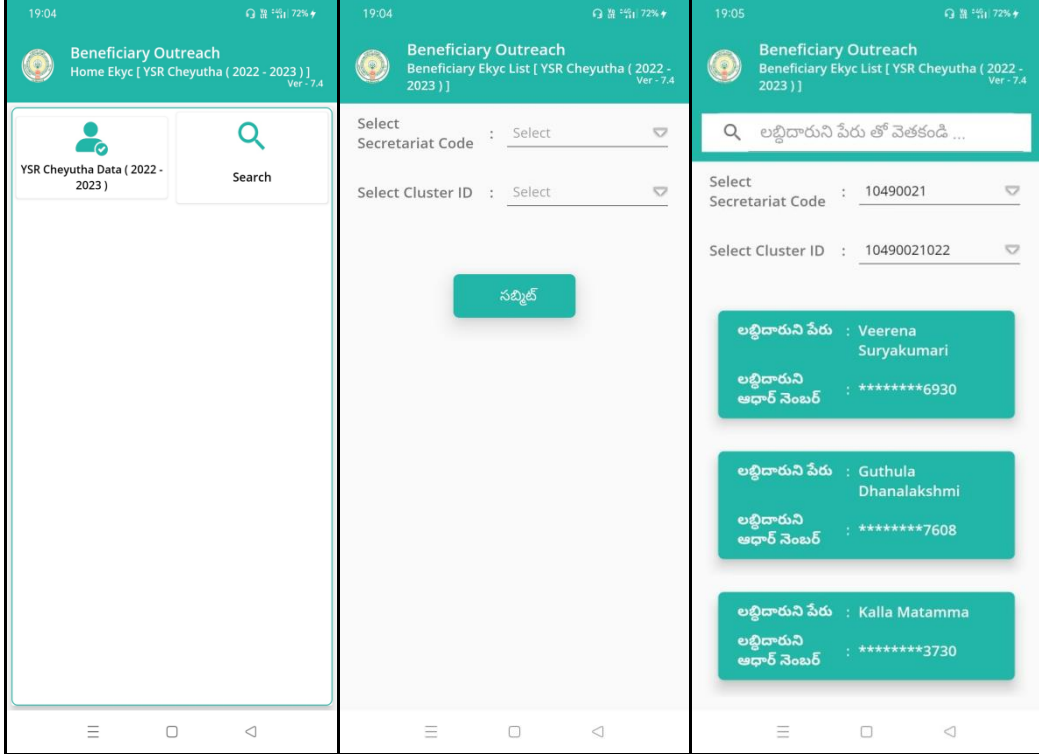 19:04
72%
Beneficiary Outreach
Home Ekyc [ YSR Cheyutha ( 2022 - 2023 ) ]
Ver - 7.4
YSR Cheyutha Data ( 2022 -
2023 )
Search
19:04
72%
Beneficiary Outreach
Beneficiary Ekyc List [ YSR Cheyutha ( 2022 -
2023 ) ]
Ver - 7.4
Select
Secretariat Code : Select
Select Cluster ID : Select
సబ్మిట్
19:05
72%
Beneficiary Outreach
Beneficiary Ekyc List [ YSR Cheyutha ( 2022 -
2023 ) ]
Ver - 7.4
లబ్ధిదారుని పేరు తో వెతకండి ...
Select
Secretariat Code : 10490021
Select Cluster ID : 10490021022
లబ్ధిదారుని పేరు : Veerena
Suryakumari
లబ్ధిదారుని
ఆధార్ నెంబర్ : ********6930
లబ్ధిదారుని పేరు : Guthula
Dhanalakshmi
లబ్ధిదారుని
ఆధార్ నెంబర్ : ********7608
లబ్ధిదారుని పేరు : Kalla Matamma
లబ్ధిదారుని
ఆధార్ నెంబర్ : ********3730